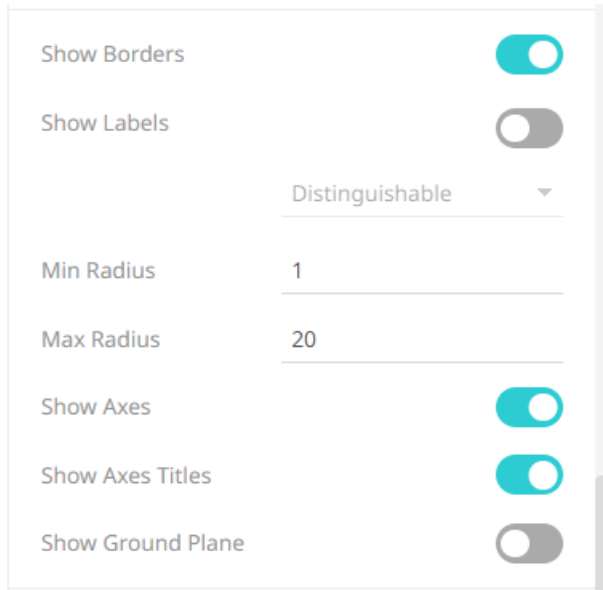 Show Borders
Show Labels
Distinguishable
Min Radius 1
Max Radius 20
Show Axes
Show Axes Titles
Show Ground Plane